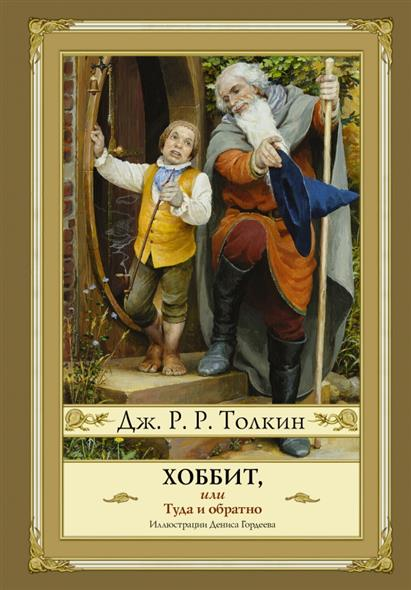 Дж. Р. Р. Толкин
ХОББИТ,
или
Туда и обратно
Иллюстрации Дениса Гордеева